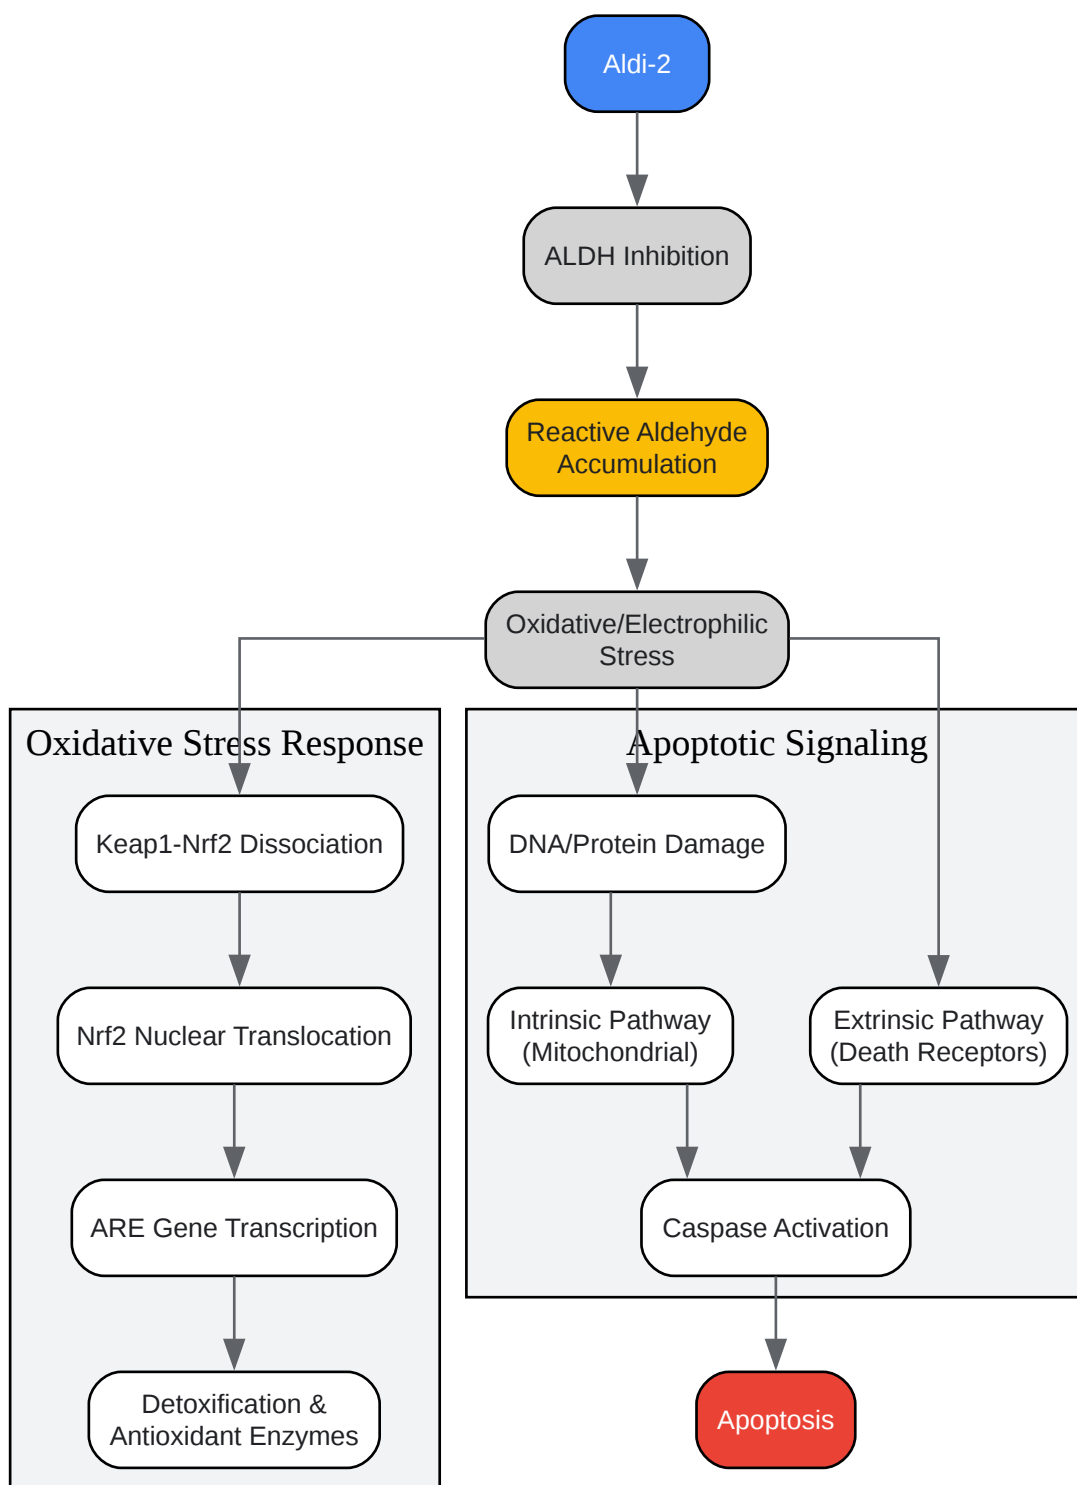 Aldi-2
ALDH Inhibition
Reactive Aldehyde
Accumulation
Oxidative/Electrophilic
Stress
Oxidative Stress Response
Keap1-Nrf2 Dissociation
Nrf2 Nuclear Translocation
ARE Gene Transcription
Detoxification &
Antioxidant Enzymes
Apoptotic Signaling
DNA/Protein Damage
Intrinsic Pathway
(Mitochondrial)
Extrinsic Pathway
(Death Receptors)
Caspase Activation
Apoptosis